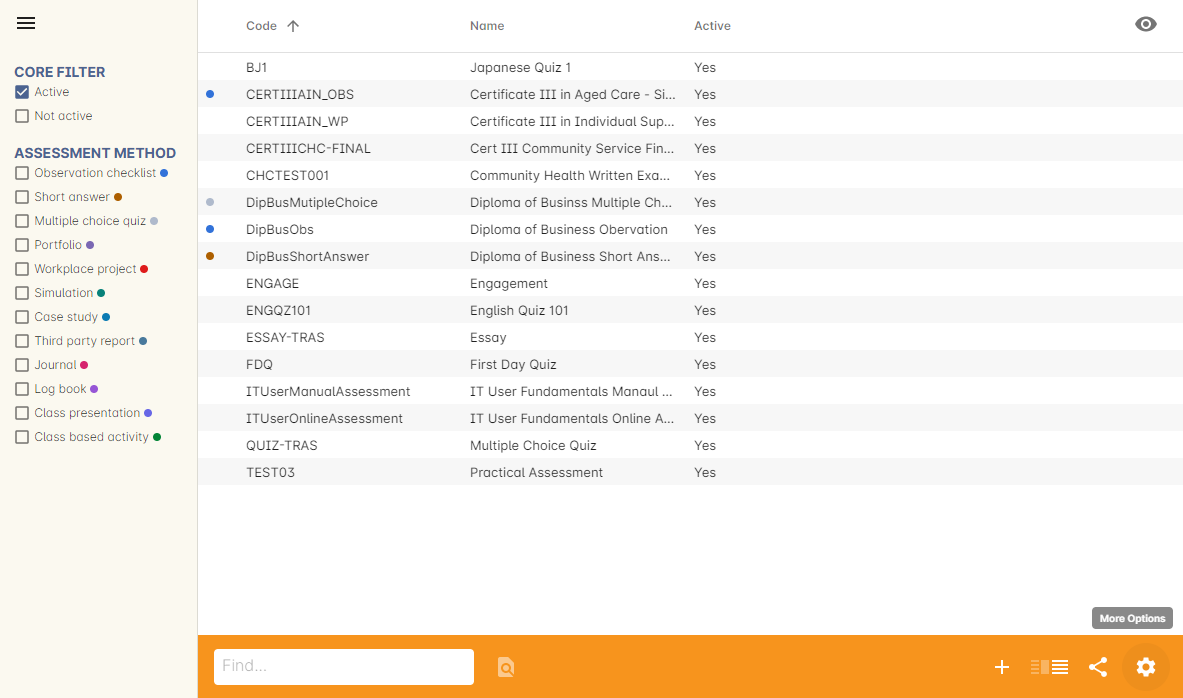 CORE FILTER
Active
Not active
ASSESSMENT METHOD
Observation checklist
Short answer
Multiple choice quiz
Portfolio
Workplace project
Simulation
Case study
Third party report
Journal
Log book
Class presentation
Class based activity
Code Name Active
BJ1 Japanese Quiz 1 Yes
CERTIIIAIN_OBS Certificate III in Aged Care - Si... Yes
CERTIIIAIN_WP Certificate III in Individual Sup... Yes
CERTIIICHC-FINAL Cert III Community Service Fin... Yes
CHCTEST001 Community Health Written Exa... Yes
DipBusMutipleChoice Diploma of Businss Multiple Ch... Yes
DipBusObs Diploma of Business Obervation Yes
DipBusShortAnswer Diploma of Business Short Ans... Yes
ENGAGE Engagement Yes
ENGQZ101 English Quiz 101 Yes
ESSAY-TRAS Essay Yes
FDQ First Day Quiz Yes
ITUserManualAssessment IT User Fundamentals Manaul ... Yes
ITUserOnlineAssessment IT User Fundamentals Online A... Yes
QUIZ-TRAS Multiple Choice Quiz Yes
TEST03 Practical Assessment Yes
More Options
Find...